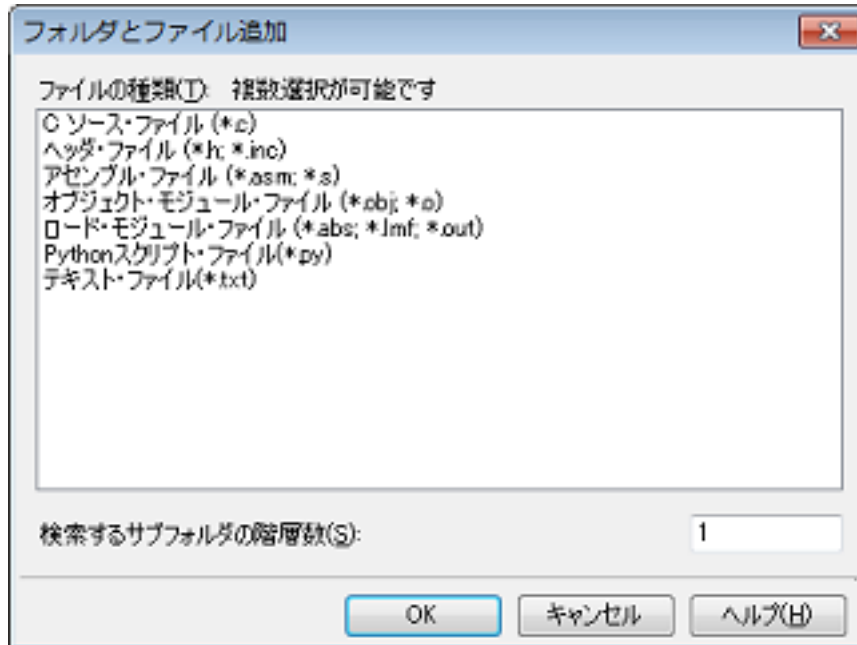 フォルダとファイル追加
ファイルの種類(T): 複数選択が可能です
C ソース・ファイル (*.c)
ヘッダ・ファイル (*.h; *.inc)
アセンブル・ファイル (*.asm; *.s)
オブジェクト・モジュール・ファイル (*.obj; *.o)
ロード・モジュール・ファイル (*.abs; *.lmf; *.out)
Pythonスクリプト・ファイル(*.py)
テキスト・ファイル(*.txt)
検索するサブフォルダの階層数(S): 1
OK キャンセル ヘルプ(H)